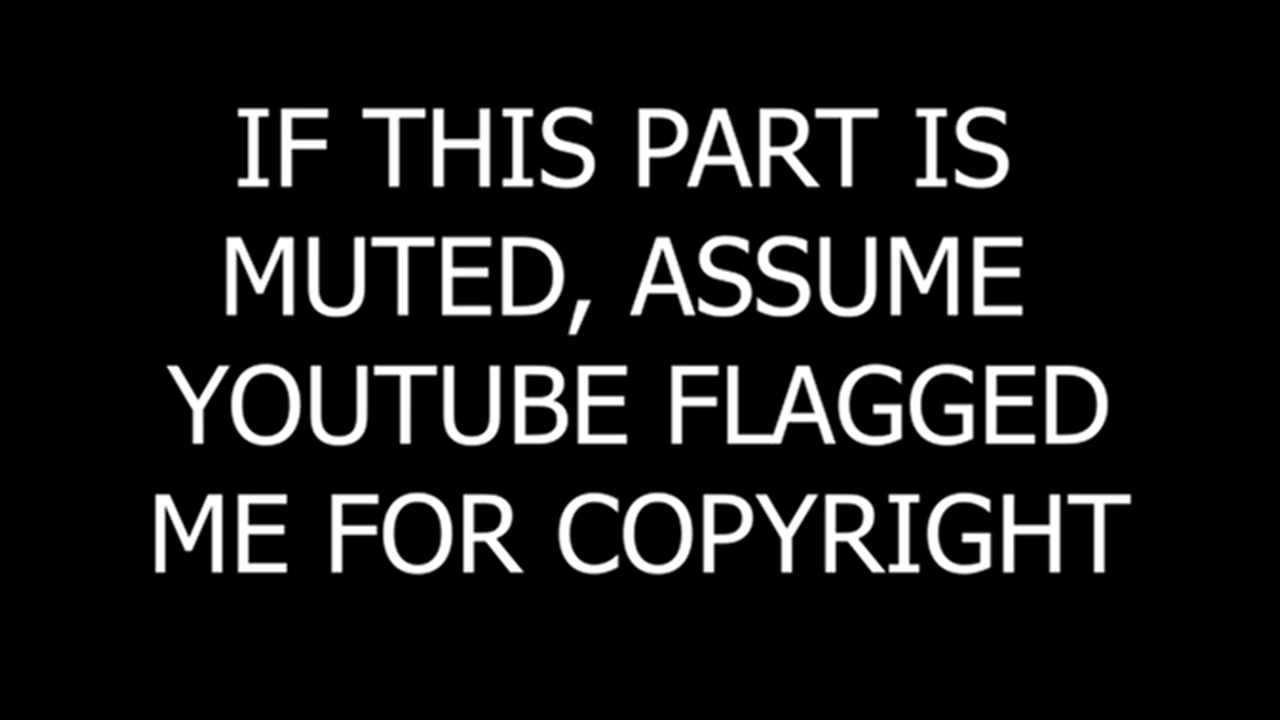 IF THIS PART IS
MUTED, ASSUME
YOUTUBE FLAGGED
ME FOR COPYRIGHT